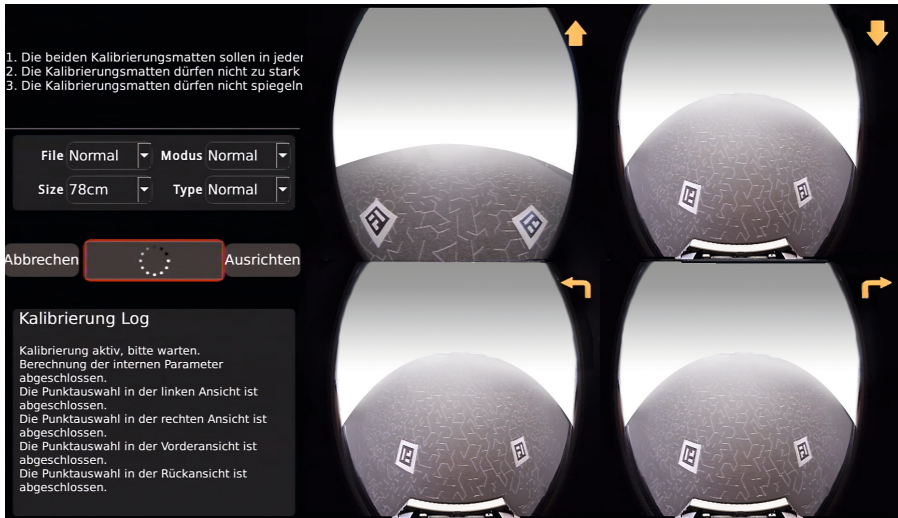 1. Die beiden Kalibrierungsmatten sollen in jeder
2. Die Kalibrierungsmatten dürfen nicht zu stark
3. Die Kalibrierungsmatten dürfen nicht spiegeln
File Normal Modus Normal
Size 78cm Type Normal
Abbrechen Ausrichten
Kalibrierung Log
Kalibrierung aktiv, bitte warten.
Berechnung der internen Parameter
abgeschlossen.
Die Punktauswahl in der linken Ansicht ist
abgeschlossen.
Die Punktauswahl in der rechten Ansicht ist
abgeschlossen.
Die Punktauswahl in der Vorderansicht ist
abgeschlossen.
Die Punktauswahl in der Rückansicht ist
abgeschlossen.